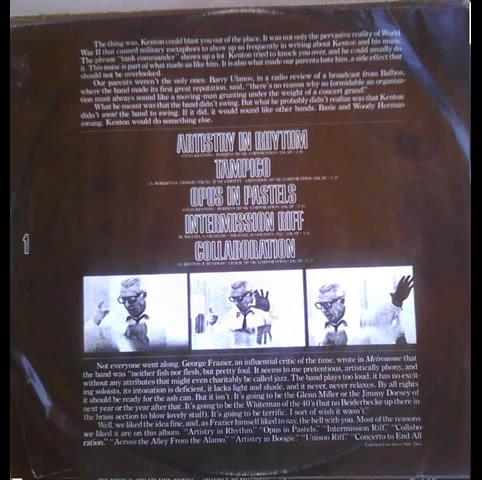 The thing was, Kenton could blast you out of the place. It was not only the pervasive reality of World
War II that caused military metaphors to show up so frequently in writing about Kenton and his music.
The phrase "tank commander" shows up a lot. Kenton tried to knock you over, and he could usually do
it. This noise is part of what made us like him. It is also what made our parents hate him, a side effect that
should not be overlooked.
Our parents weren't the only ones. Barry Ulanov, in a radio review of a broadcast from Balboa,
where the band made its first great reputation, said, "there's no reason why so formidable an organiza-
tion must always sound like a moving-man grunting under the weight of a concert grand."
What he meant was that the band didn't swing. But what he probably didn't realize was that Kenton
didn't want the band to swing. If it did, it would sound like other bands. Basie and Woody Herman
swung. Kenton would do something else.
ARTISTRY IN RHYTHM
TAMPICO
OPUS IN PASTELS
INTERMISSION RIFF
COLLABORATION
1
Not everyone went along. George Frazier, an influential critic of the time, wrote in Metronome that
the band was "neither fish nor flesh, but pretty foul. It seems to me pretentious, artistically phony, and
without any attributes that might even charitably be called jazz. The band plays too loud, it has no excit-
ing soloists, its intonation is deficient, it lacks light and shade, and it never, never relaxes. By all rights
it should be ready for the ash can. But it isn't. It's going to be the Glenn Miller or the Jimmy Dorsey of
next year or the year after that. It's going to be the Whiteman of the 40's (but no Beiderbecke up there in
the brass section to blow lovely stuff). It's going to be terrific. I sort of wish it wasn't."
Well, we liked the idea fine, and, as Frazier himself liked to say, the hell with you. Most of the reasons
we liked it are on this album. "Artistry in Rhythm." "Opus in Pastels." "Intermission Riff." "Collabo-
ration." "Across the Alley From the Alamo." "Artistry in Boogie." "Unison Riff." "Concerto to End All